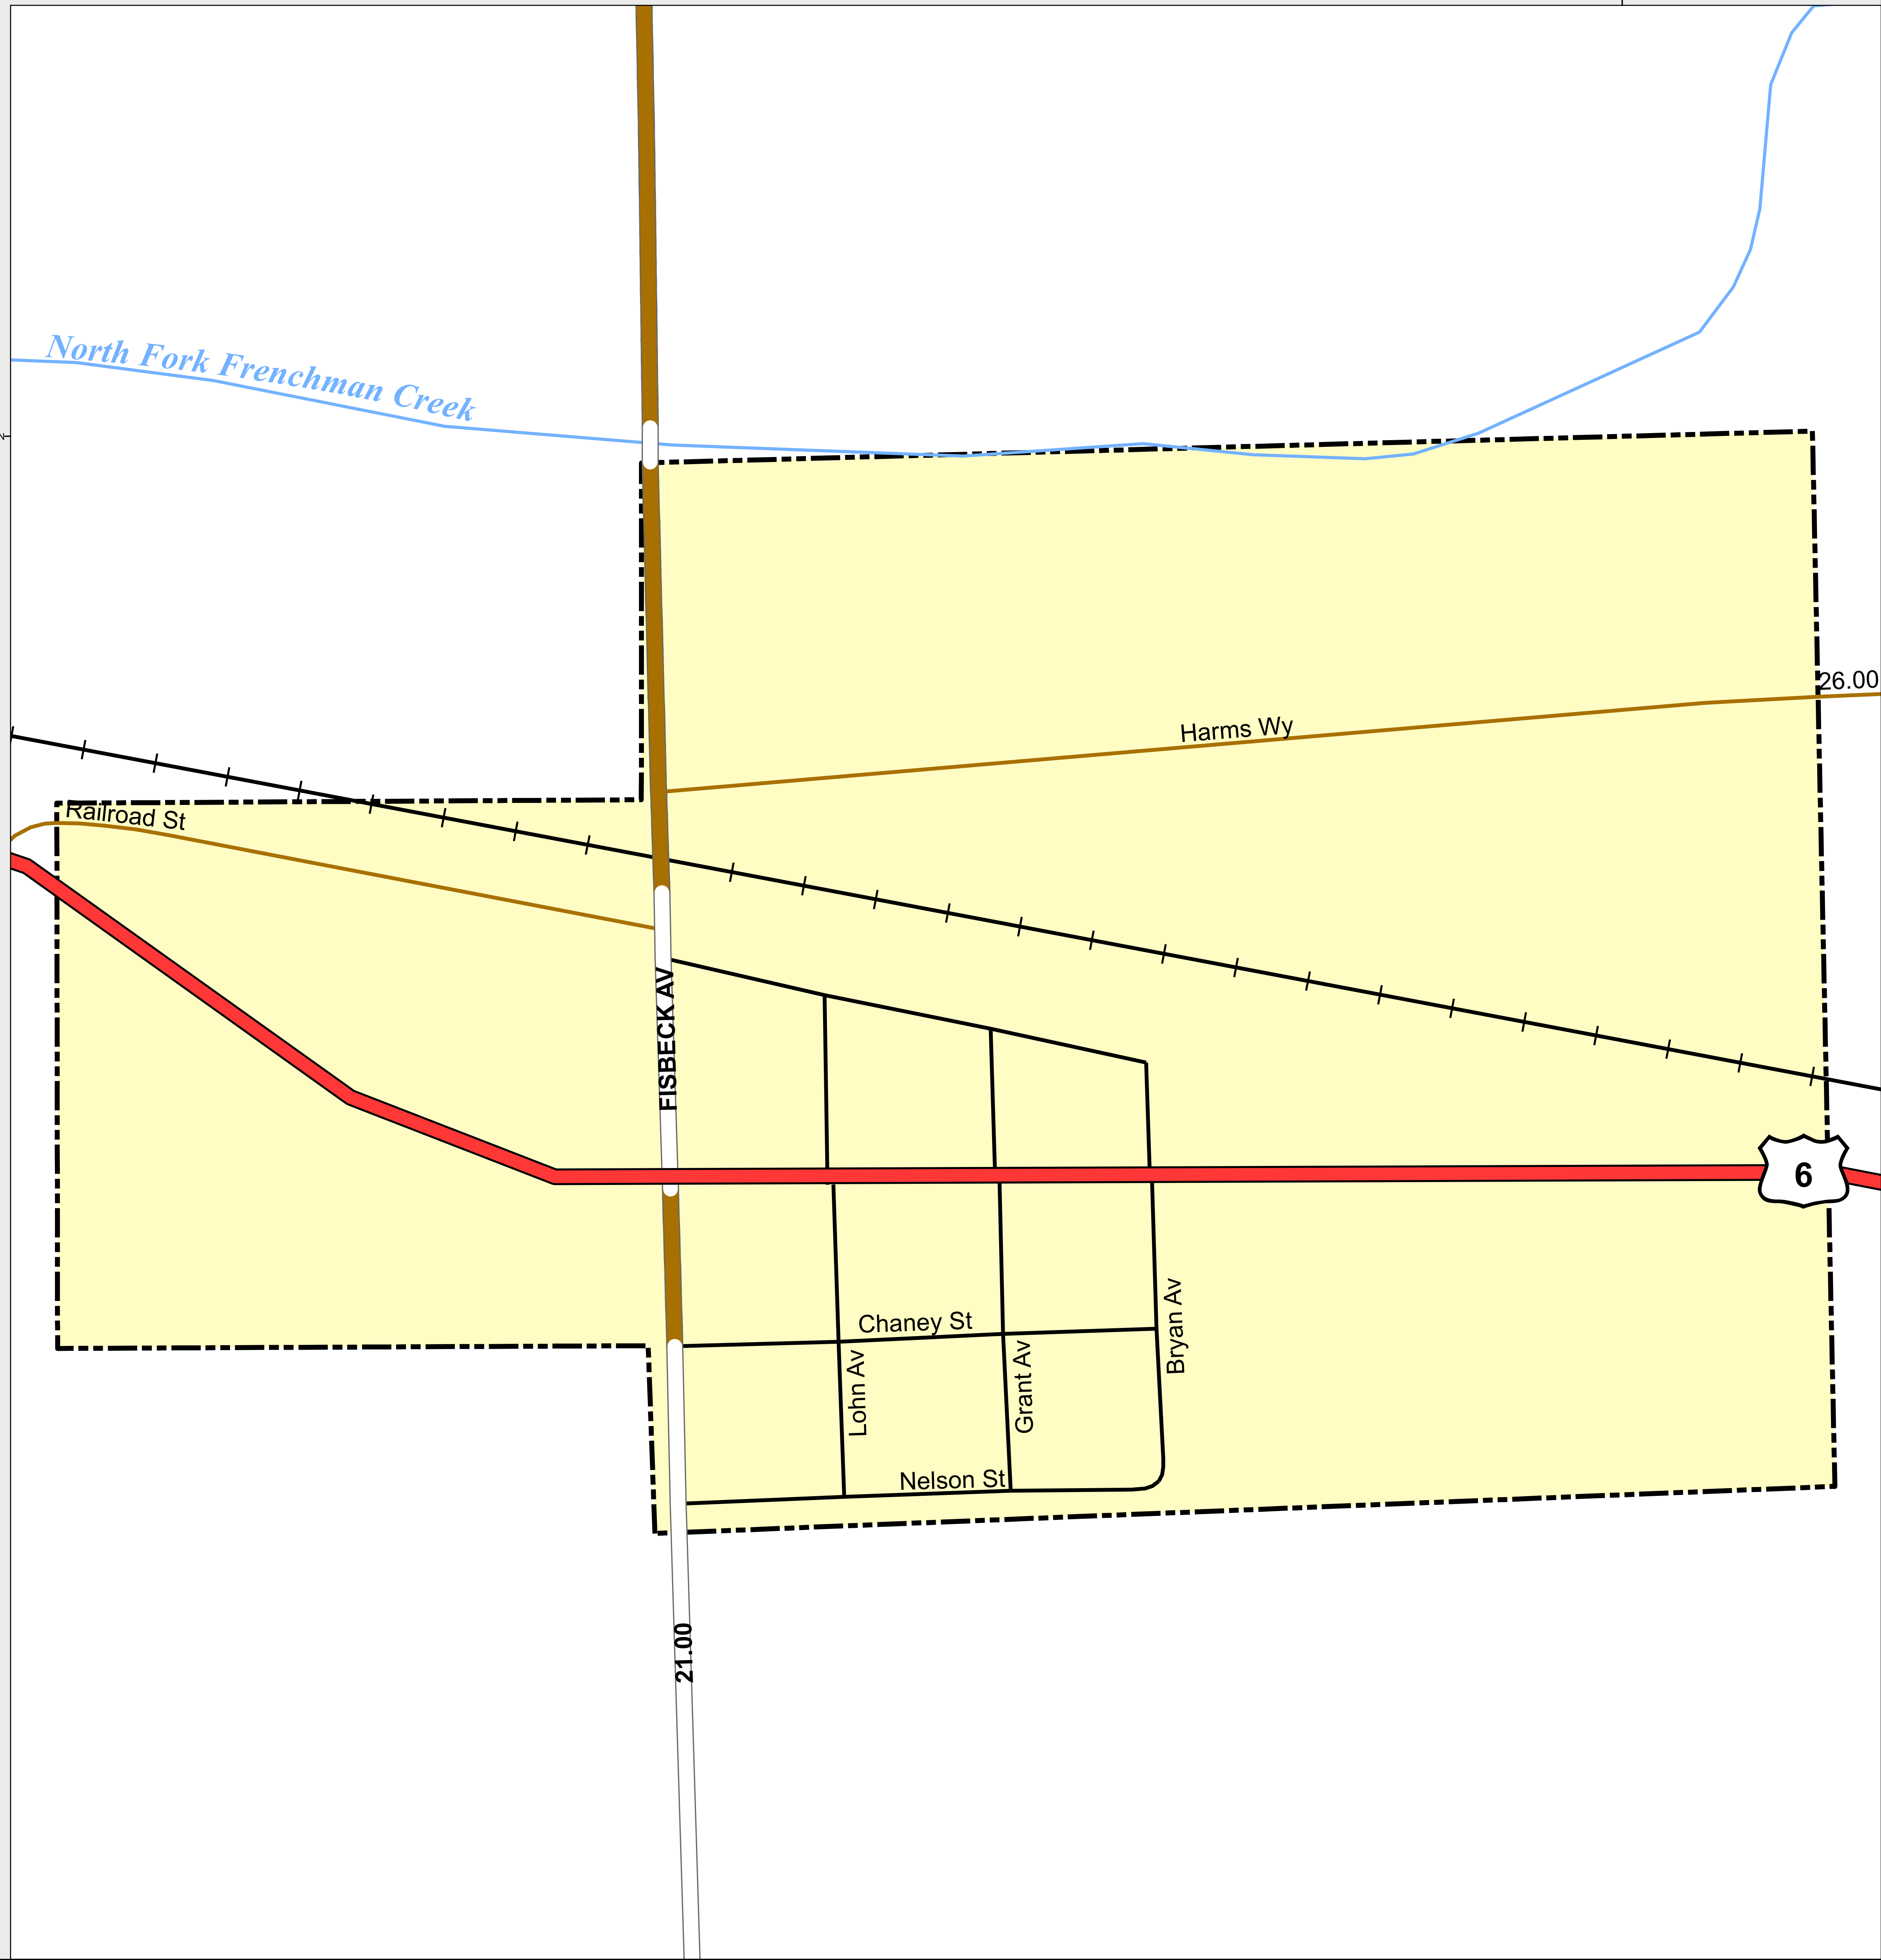 North Fork Frenchman Creek
26.00
Harms Wy
Railroad St
FISBECK AV
6
Bryan Av
Chaney St
Lohn Av
Grant Av
Nelson St
21.00